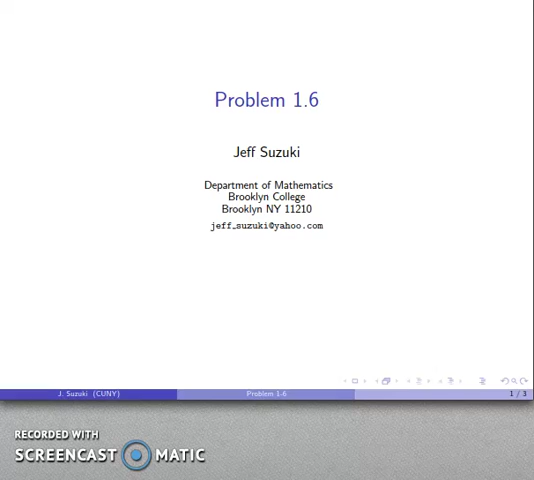 Problem 1.6
Jeff Suzuki
Department of Mathematics
Brooklyn College
Brooklyn NY 11210
jeff_suzuki@yahoo.com
J. Suzuki (CUNY)
Problem 1-6
1 / 3
RECORDED WITH
SCREENCAST MATIC